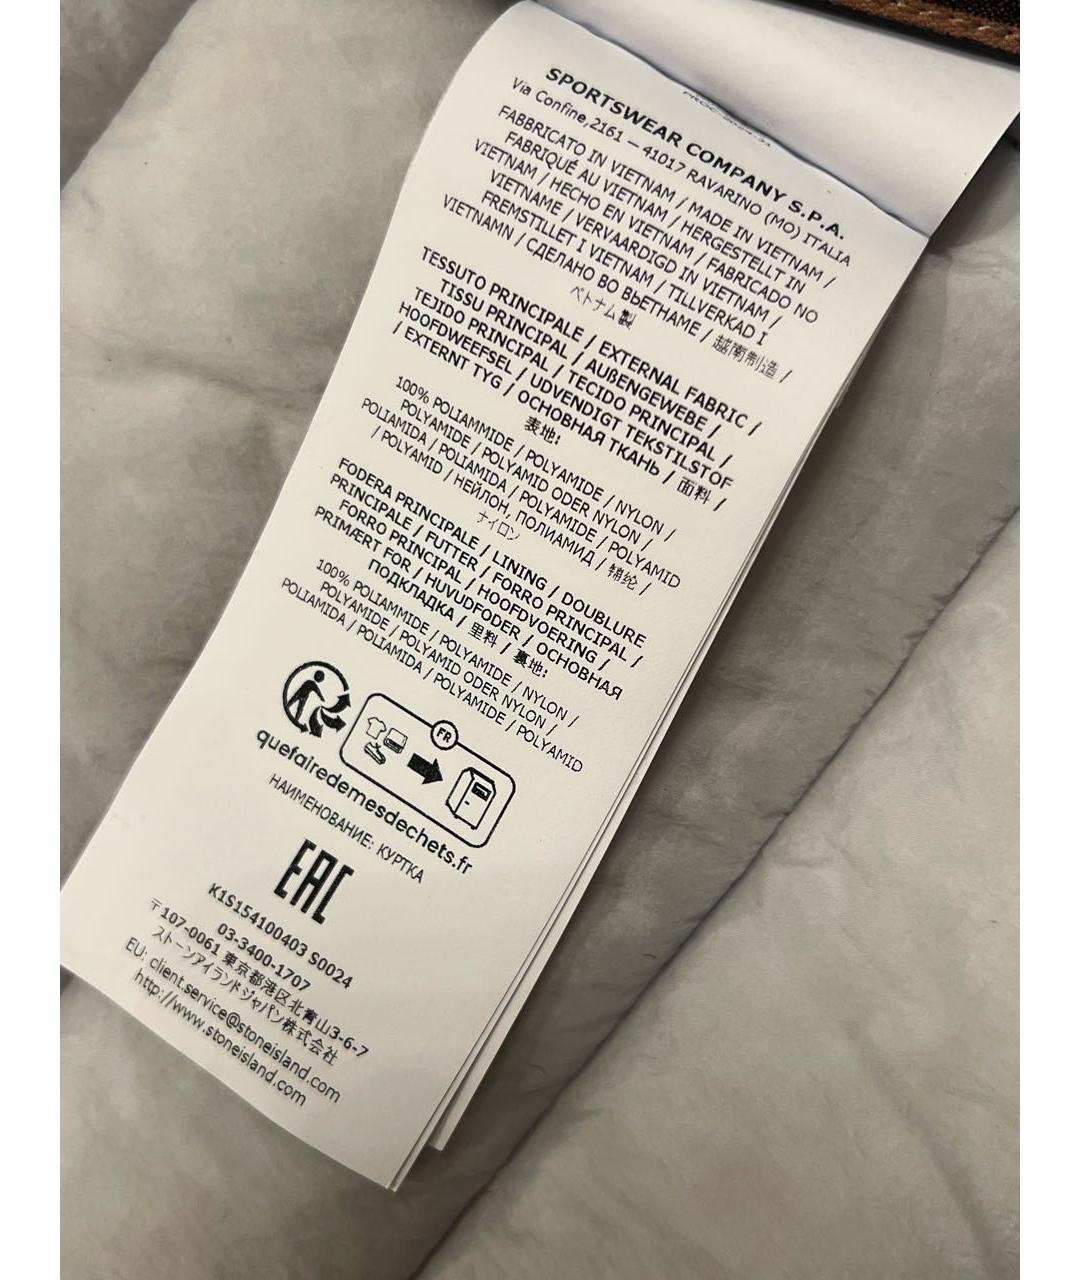 SPORTSWEAR COMPANY S.P.A.
Via Confine,2161 – 41017 RAVARINO (MO) ITALIA
FABBRICATO IN VIETNAM / MADE IN VIETNAM /
FABRIQUÉ AU VIETNAM / HERGESTELLT IN
VIETNAM / HECHO EN VIETNAM / FABRICADO NO
VIETNAME / VERVAARDIGD IN VIETNAM /
FREMSTILLET I VIETNAM / TILLVERKAD I
VIETNAMN / СДЕЛАНО ВО ВЬЕТНАМЕ / 越南制造 /
ベトナム製
TESSUTO PRINCIPALE / EXTERNAL FABRIC /
TISSU PRINCIPAL / AUßENGEWEBE /
TEJIDO PRINCIPAL / TECIDO PRINCIPAL /
HOOFDWEEFSEL / UDVENDIGT TEKSTILSTOF
/ EXTERNT TYG / ОСНОВНАЯ ТКАНЬ / 面料 /
表地:
100% POLIAMMIDE / POLYAMIDE / NYLON /
POLYAMIDE / POLYAMID ODER NYLON /
POLIAMIDA / POLIAMIDA / POLYAMIDE / POLYAMID
/ POLYAMID / НЕЙЛОН, ПОЛИАМИД / 锦纶 /
ナイロン
FODERA PRINCIPALE / LINING / DOUBLURE
PRINCIPALE / FUTTER / FORRO PRINCIPAL /
FORRO PRINCIPAL / HOOFDVOERING /
PRIMÆRT FOR / HUVUDFODER / ОСНОВНАЯ
ПОДКЛАДКА / 里料 / 裏地:
100% POLIAMMIDE / POLYAMIDE / NYLON /
POLYAMIDE / POLYAMID ODER NYLON /
POLIAMIDA / POLIAMIDA / POLYAMIDE / POLYAMID
FR
quefairedemesdechets.fr
НАИМЕНОВАНИЕ: КУРТКА
EAC
K1S154100403 S0024
03-3400-1707
〒107-0061 東京都港区北青山3-6-7
ストーンアイランドジャパン株式会社
EU: client.service@stoneisland.com
http://www.stoneisland.com